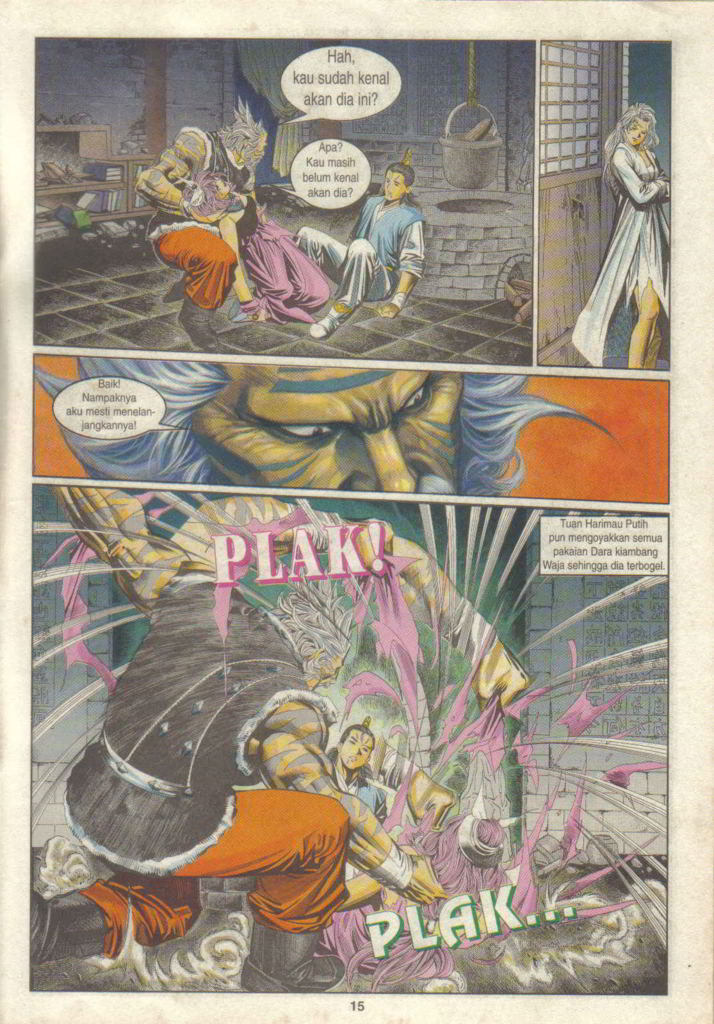 Hah,
kau sudah kenal
akan dia ini?
Apa?
Kau masih
belum kenal
akan dia?
Baik!
Nampaknya
aku mesti menelan-
jangkannya!
PLAK!
Tuan Harimau Putih
pun mengoyakkan semua
pakaian Dara kiambang
Waja sehingga dia terbogel.
PLAK...
15